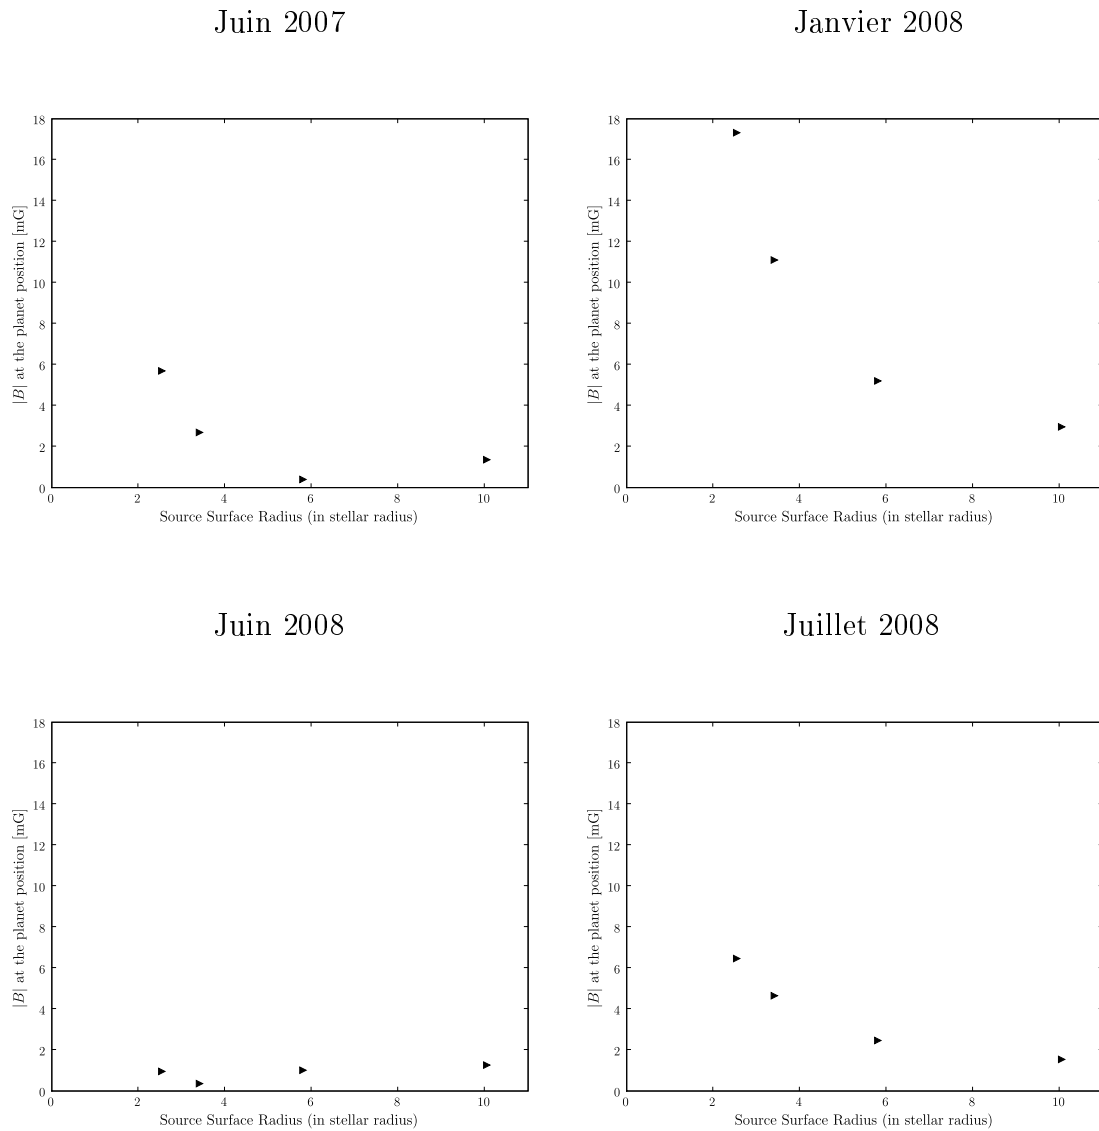 Juin 2007
Janvier 2008
18
16
14
12
10
8
6
4
2
0
|B| at the planet position [mG]
0 2 4 6 8 10
Source Surface Radius (in stellar radius)
18
16
14
12
10
8
6
4
2
0
|B| at the planet position [mG]
0 2 4 6 8 10
Source Surface Radius (in stellar radius)
Juin 2008
Juillet 2008
18
16
14
12
10
8
6
4
2
0
|B| at the planet position [mG]
0 2 4 6 8 10
Source Surface Radius (in stellar radius)
18
16
14
12
10
8
6
4
2
0
|B| at the planet position [mG]
0 2 4 6 8 10
Source Surface Radius (in stellar radius)